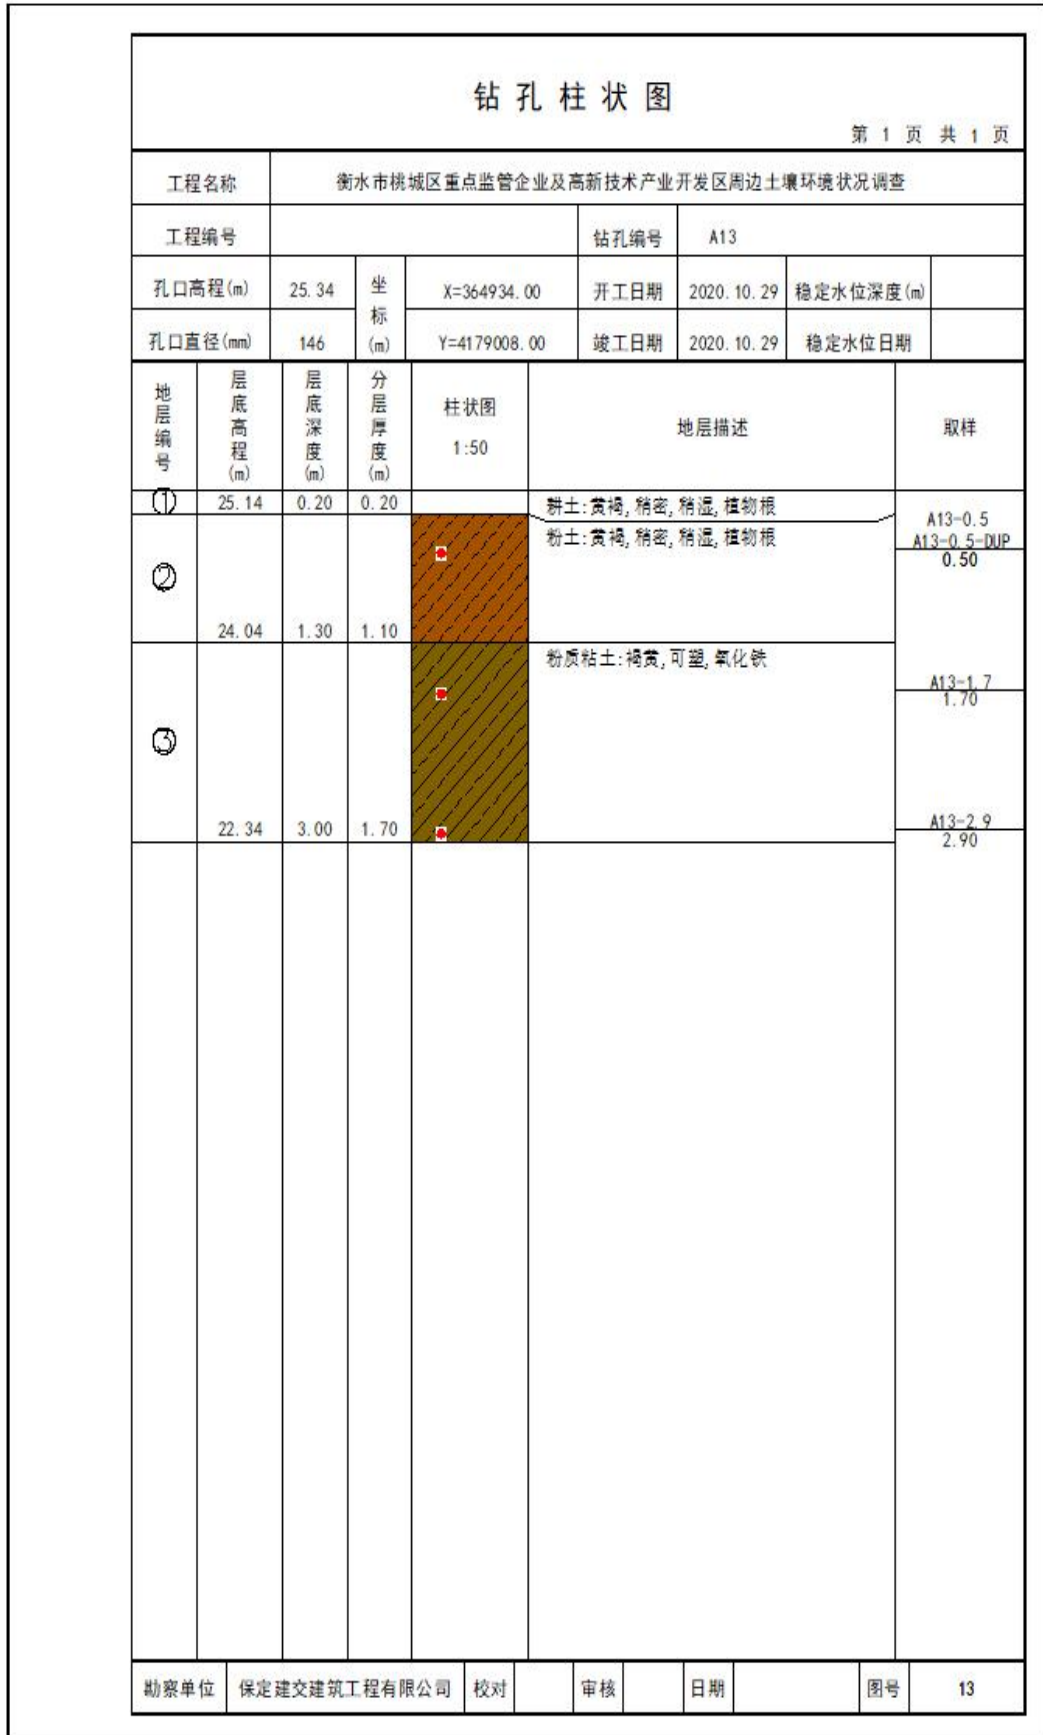 钻孔柱状图
第 1 页 共 1 页
工程名称 衡水市桃城区重点监管企业及高新技术产业开发区周边土壤环境状况调查
工程编号 钻孔编号 A13
孔口高程(m) 25.34 坐标(m) X=364934.00 开工日期 2020.10.29 稳定水位深度(m)
孔口直径(mm) 146 Y=4179008.00 竣工日期 2020.10.29 稳定水位日期
地层编号 层底高程(m) 层底深度(m) 分层厚度(m) 柱状图 1:50 地层描述 取样
① 25.14 0.20 0.20 耕土:黄褐,稍密,稍湿,植物根
A13-0.5
粉土:黄褐,稍密,稍湿,植物根 A13-0.5-DUP
0.50
②
24.04 1.30 1.10
粉质粘土:褐黄,可塑,氧化铁
A13-1.7
1.70
③
22.34 3.00 1.70 A13-2.9
2.90
勘察单位 保定建交建筑工程有限公司 校对 审核 日期 图号 13